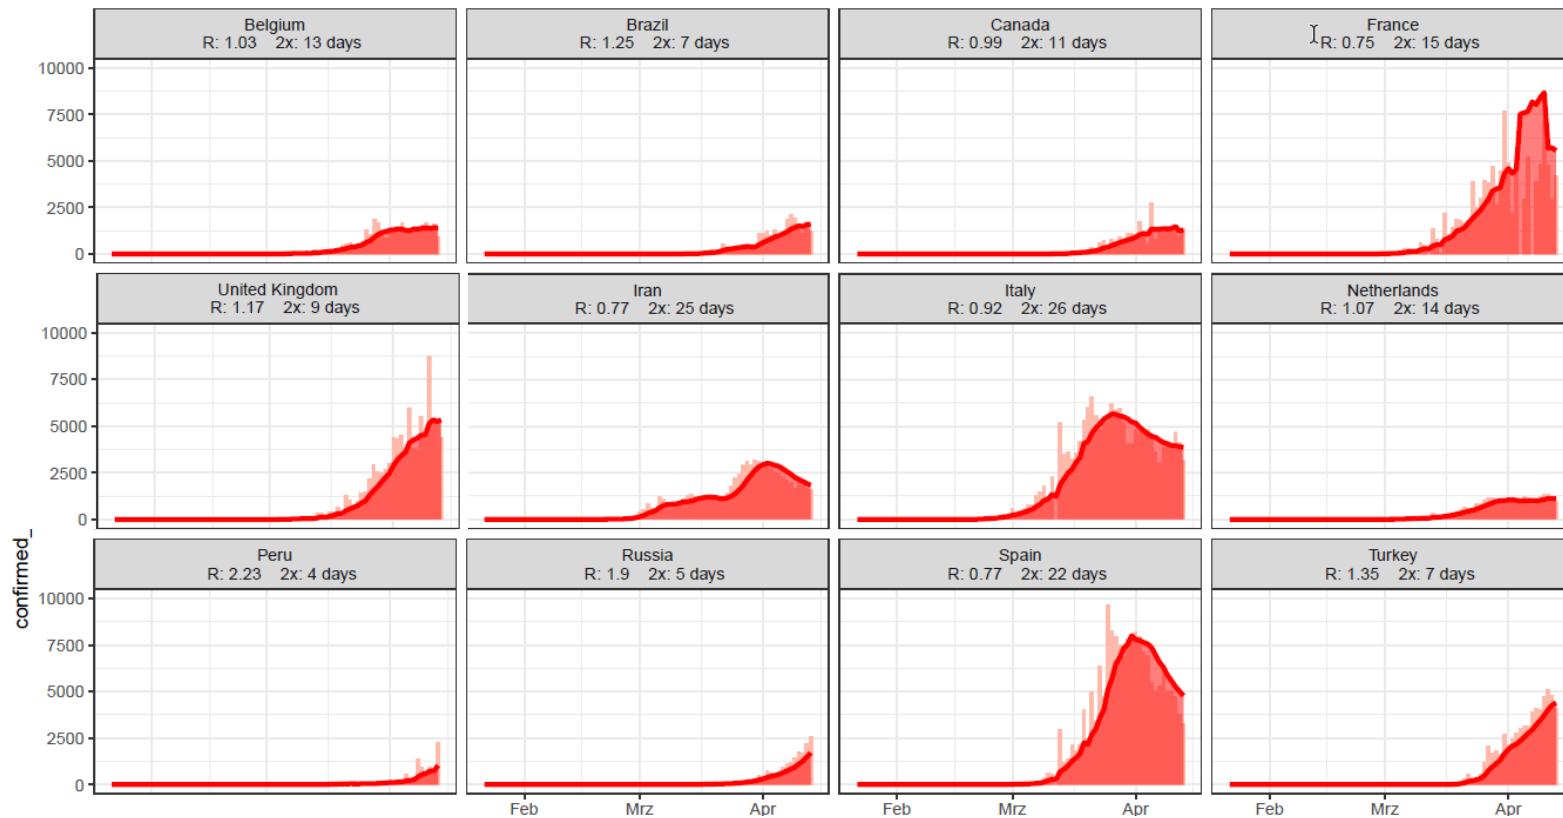 Belgium
R: 1.03 2x: 13 days
Brazil
R: 1.25 2x: 7 days
Canada
R: 0.99 2x: 11 days
France
R: 0.75 2x: 15 days
10000
7500
5000
2500
0
United Kingdom
R: 1.17 2x: 9 days
Iran
R: 0.77 2x: 25 days
Italy
R: 0.92 2x: 26 days
Netherlands
R: 1.07 2x: 14 days
10000
7500
5000
2500
0
Peru
R: 2.23 2x: 4 days
Russia
R: 1.9 2x: 5 days
Spain
R: 0.77 2x: 22 days
Turkey
R: 1.35 2x: 7 days
10000
7500
5000
2500
0
confirmed_
Feb Mrz Apr
Feb Mrz Apr
Feb Mrz Apr